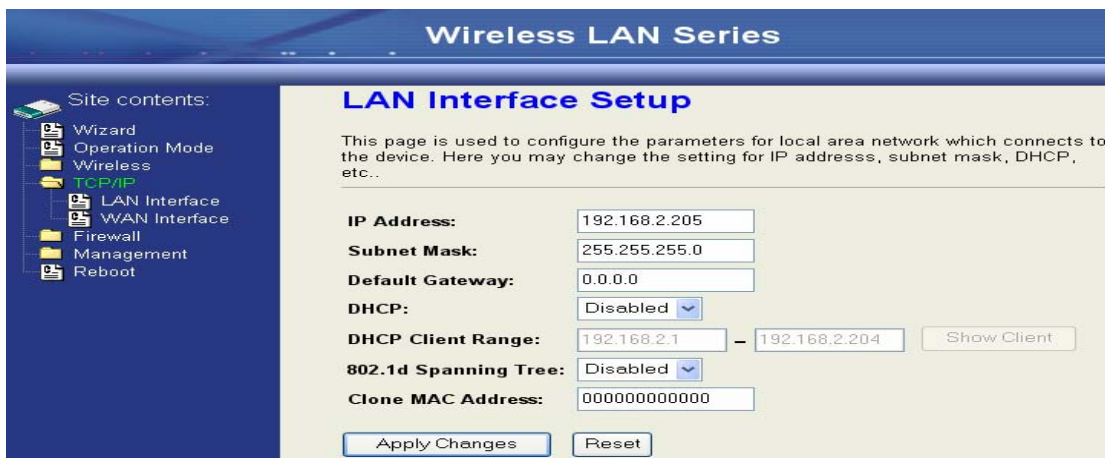 Wireless LAN Series
Site contents:
Wizard
Operation Mode
Wireless
TCP/IP
LAN Interface
WAN Interface
Firewall
Management
Reboot
LAN Interface Setup
This page is used to configure the parameters for local area network which connects to
the device. Here you may change the setting for IP addresss, subnet mask, DHCP,
etc..
IP Address: 192.168.2.205
Subnet Mask: 255.255.255.0
Default Gateway: 0.0.0.0
DHCP: Disabled
DHCP Client Range: 192.168.2.1 – 192.168.2.204 Show Client
802.1d Spanning Tree: Disabled
Clone MAC Address: 000000000000
Apply Changes Reset